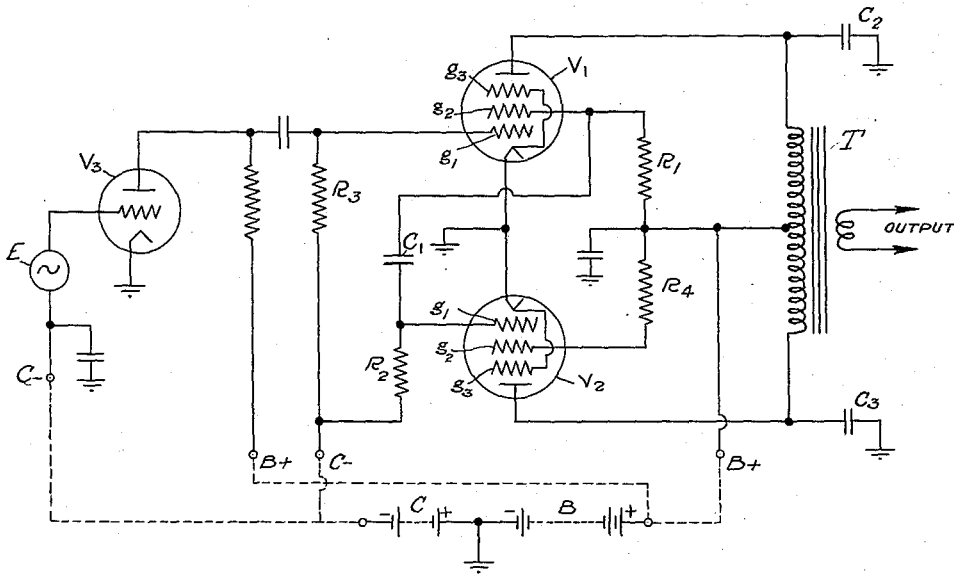 C2
V1
g3
g2
g1
T
V3
R1
R3
E
C1
OUTPUT
R4
g1
g2
R2
g3
V2
C-
C3
B+
C-
B+
- C +
- B +